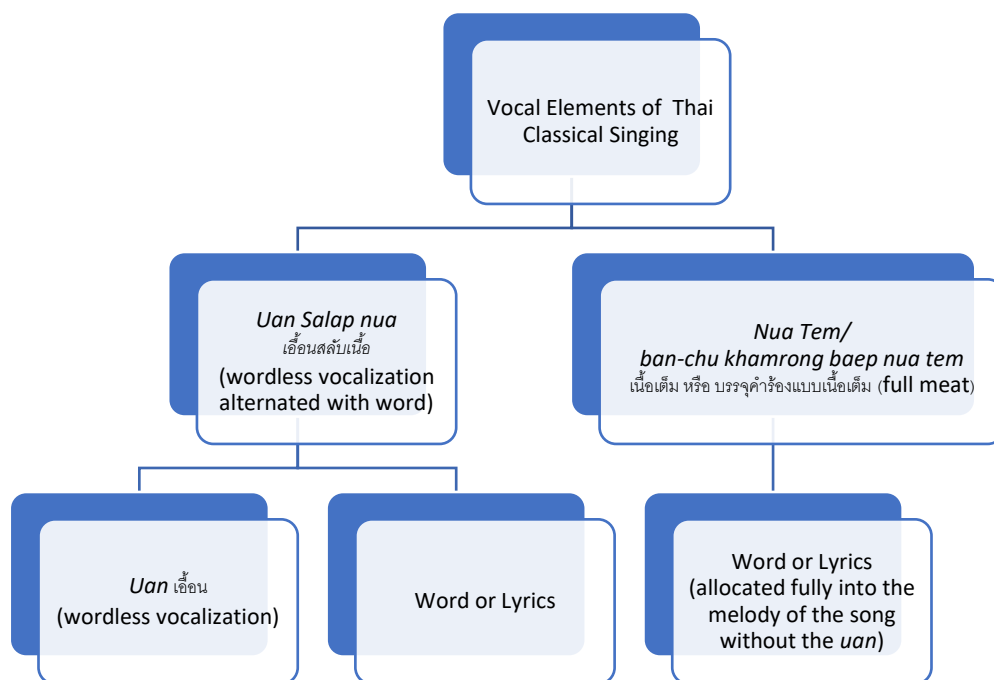 Vocal Elements of Thai
Classical Singing
Uan Salap nua
เอื้อนสลับเนื้อ
(wordless vocalization
alternated with word)
Nua Tem/
ban-chu khamrong baep nua tem
เนื้อเต็ม หรือ บรรจุคำร้องแบบเนื้อเต็ม (full meat)
Uan เอื้อน
(wordless vocalization)
Word or Lyrics
Word or Lyrics
(allocated fully into the
melody of the song
without the uan)